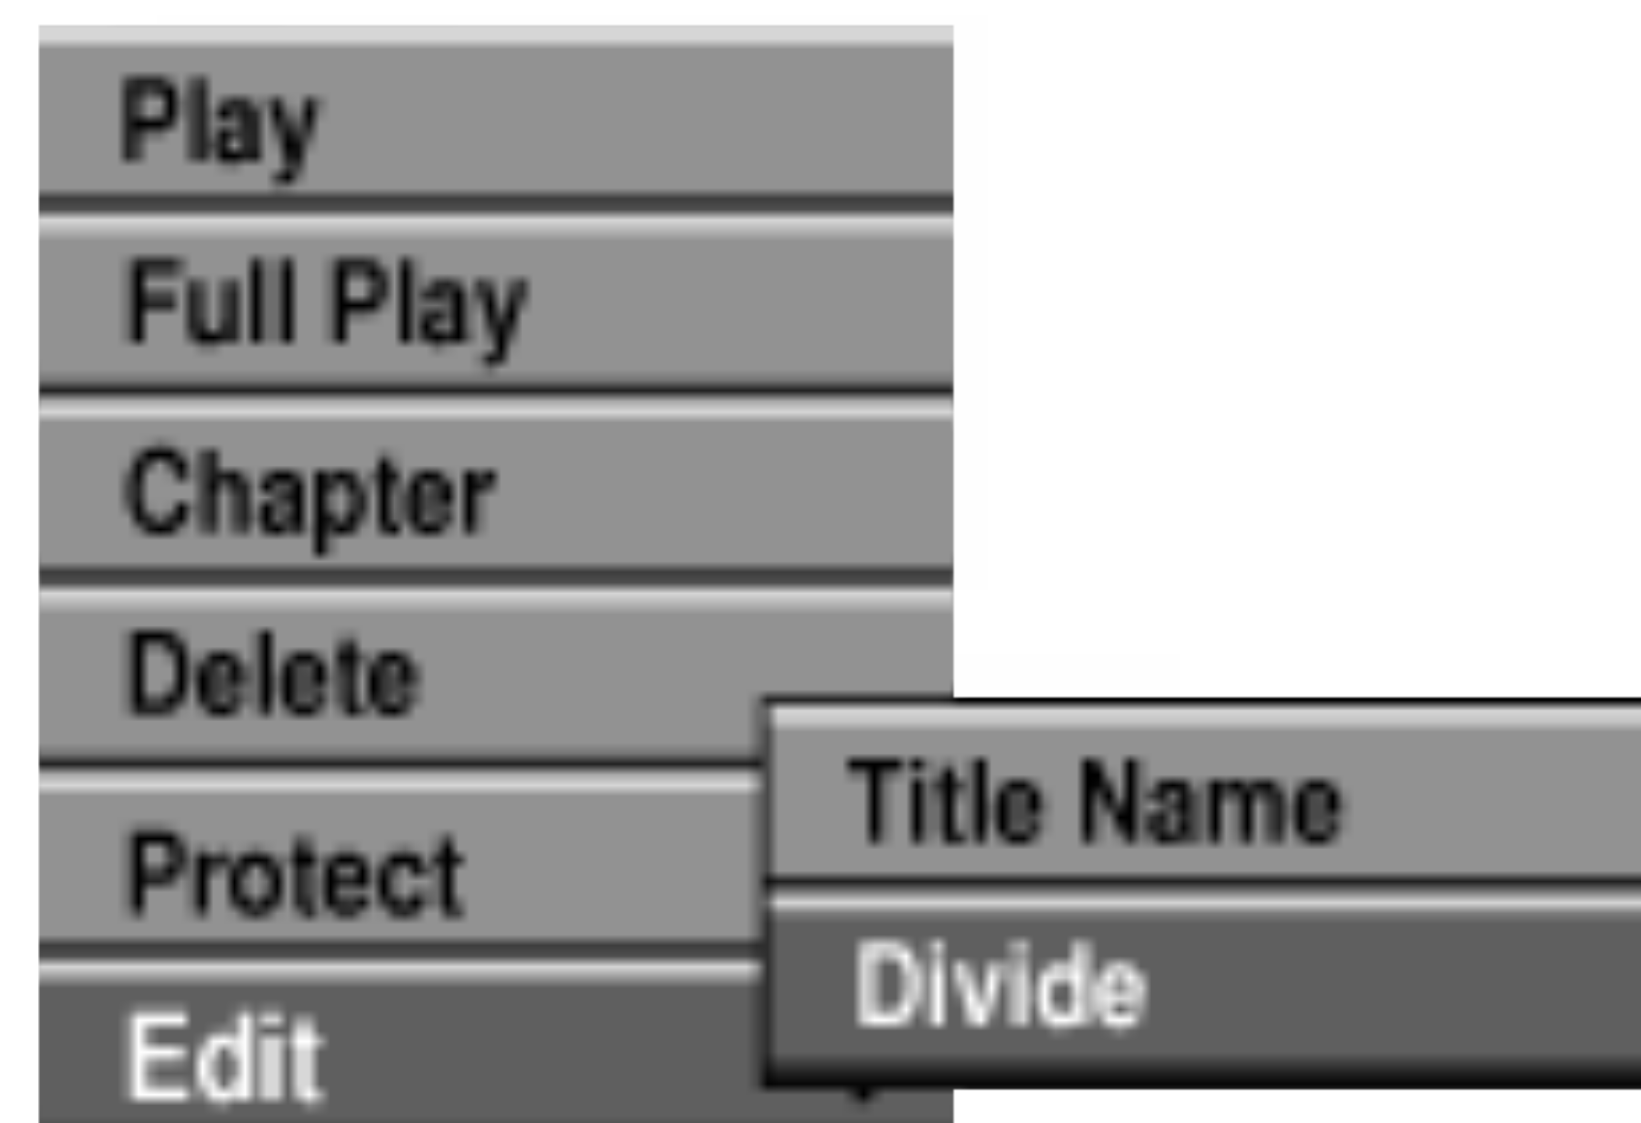 Play
Full Play
Chapter
Delete
Protect
Edit
Title Name
Divide